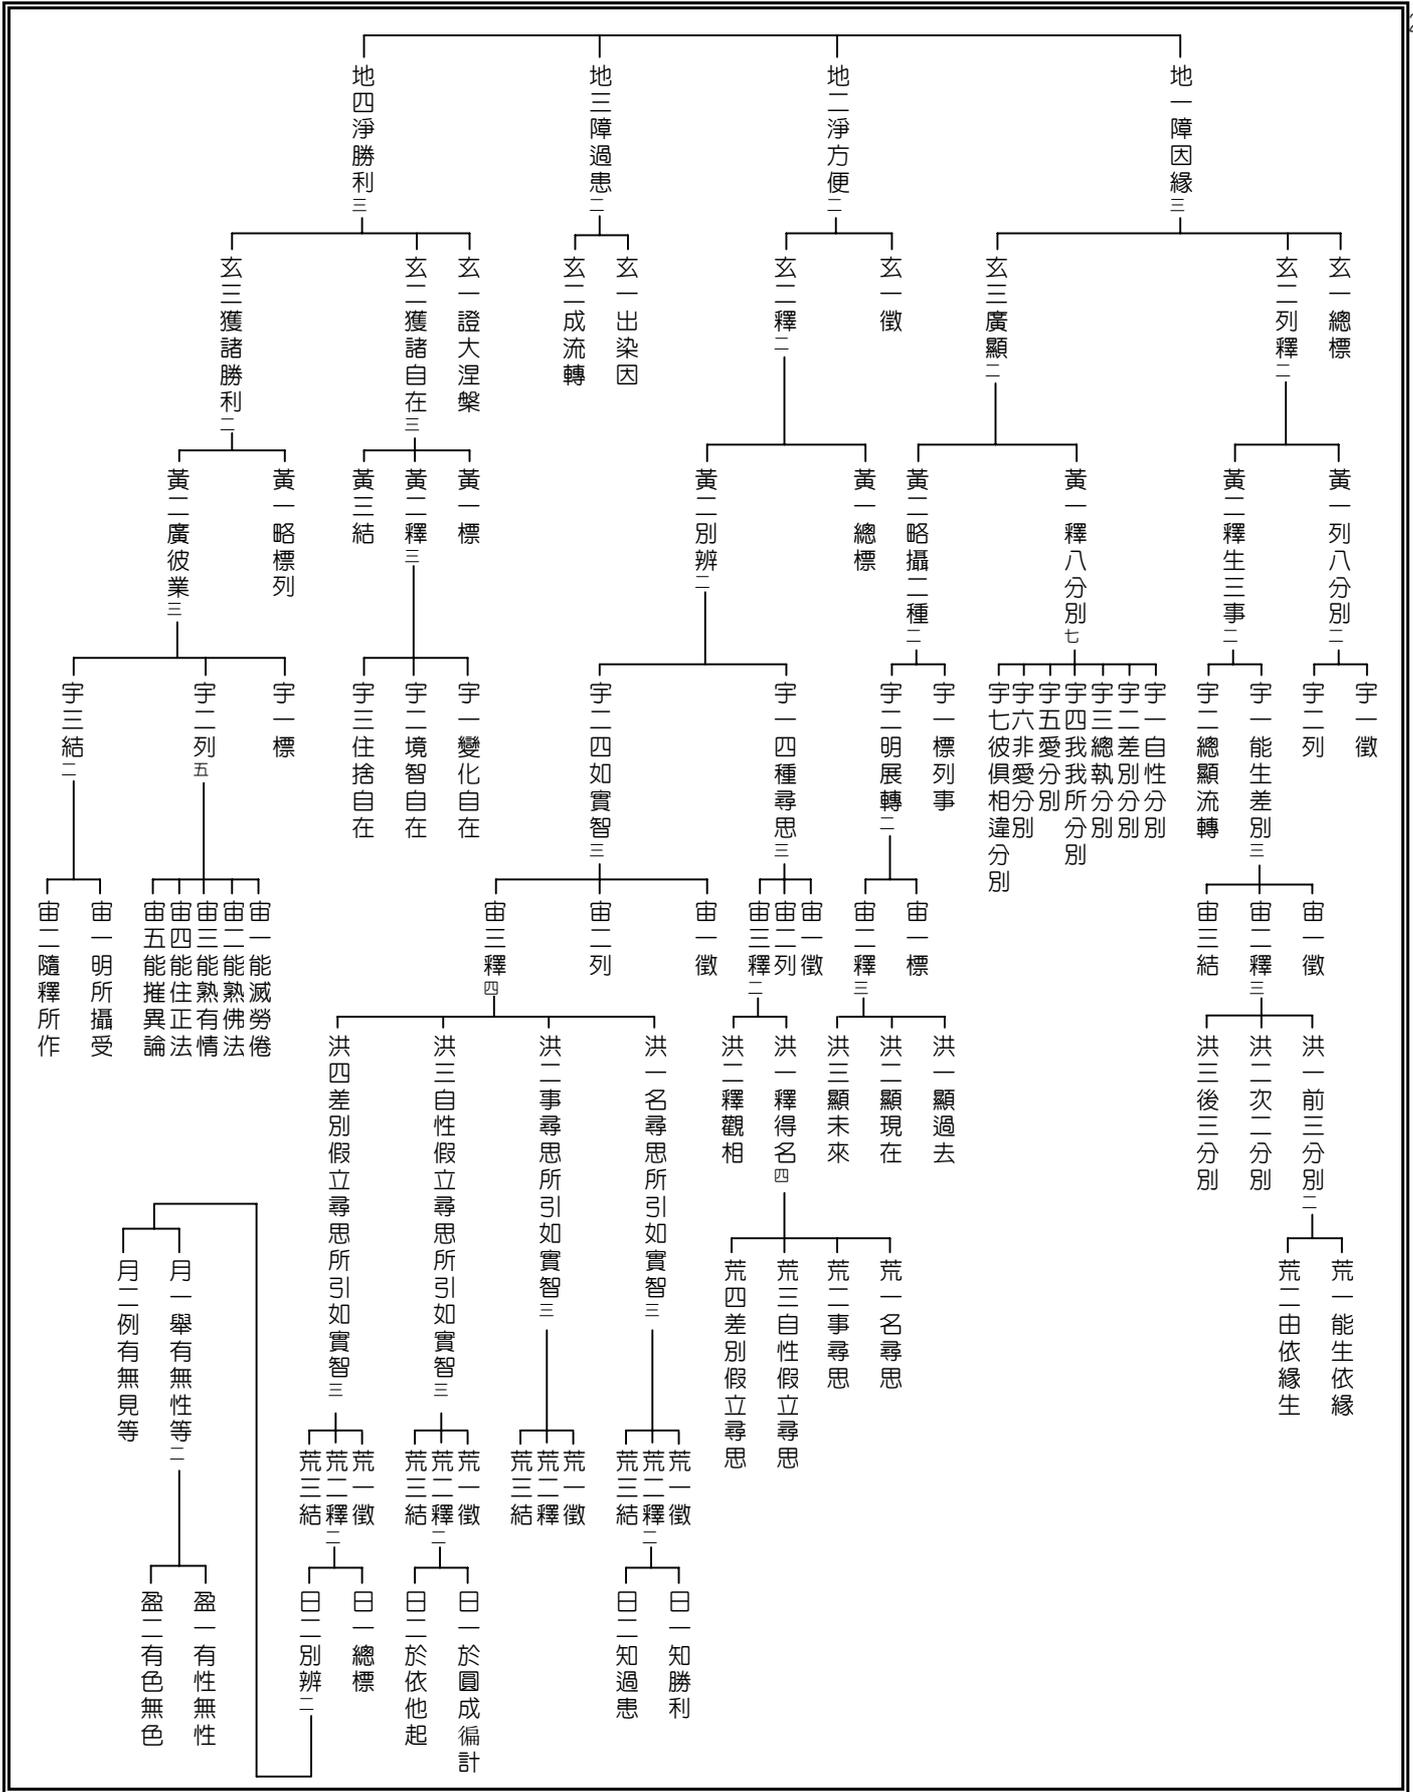 地一障因緣三
地二淨方便二
地三障過患二
地四淨勝利三
玄一總標
玄二列釋二
玄三廣顯二
玄一徵
玄二釋二
玄一出染因
玄二成流轉
玄一證大涅槃
玄二獲諸自在三
玄三獲諸勝利二
黃一列八分別二
黃二釋生三事二
黃一釋八分別七
黃二略攝二種二
黃一總標
黃二別辨二
黃一標
黃二釋三
黃三結
黃一略標列
黃二廣彼業三
宇一徵
宇二列
宇一能生差別三
宇二總顯流轉
宇一自性分別
宇二差別分別
宇三總執分別
宇四我我所分別
宇五愛分別
宇六非愛分別
宇七彼俱相違分別
宇一標列事
宇二明展轉二
宇一四種尋思三
宇二四如實智三
宇一變化自在
宇二境智自在
宇三住捨自在
宇一標
宇二列五
宇三結二
宙一徵
宙二釋三
宙三結
宙一標
宙二釋三
宙一徵
宙二列
宙三釋二
宙一徵
宙二列
宙三釋四
宙一能滅勞倦
宙二能熟佛法
宙三能熟有情
宙四能住正法
宙五能摧異論
宙一明所攝受
宙二隨釋所作
洪一前三分別二
洪二次二分別
洪三後三分別
洪一顯過去
洪二顯現在
洪三顯未來
洪一釋得名四
洪二釋觀相
洪一名尋思所引如實智三
洪二事尋思所引如實智三
洪三自性假立尋思所引如實智三
洪四差別假立尋思所引如實智三
荒一能生依緣
荒二由依緣生
荒一名尋思
荒二事尋思
荒三自性假立尋思
荒四差別假立尋思
荒一徵
荒二釋二
荒三結
荒一徵
荒二釋
荒三結
荒一徵
荒二釋二
荒三結
荒一徵
荒二釋二
荒三結
日一知勝利
日二知過患
日一於圓成徧計
日二於依他起
日一總標
日二別辨二
月一舉有無性等二
月二例有無見等
盈一有性無性
盈二有色無色